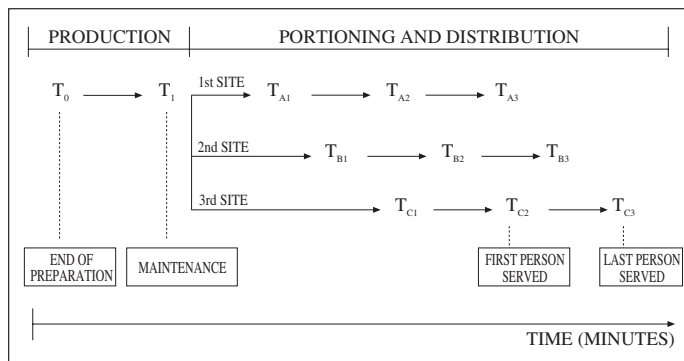 PRODUCTION PORTIONING AND DISTRIBUTION
1st SITE
T0 T1 TA1 TA2 TA3
2nd SITE
TB1 TB2 TB3
3rd SITE
TC1 TC2 TC3
END OF
PREPARATION
MAINTENANCE
FIRST PERSON
SERVED
LAST PERSON
SERVED
TIME (MINUTES)